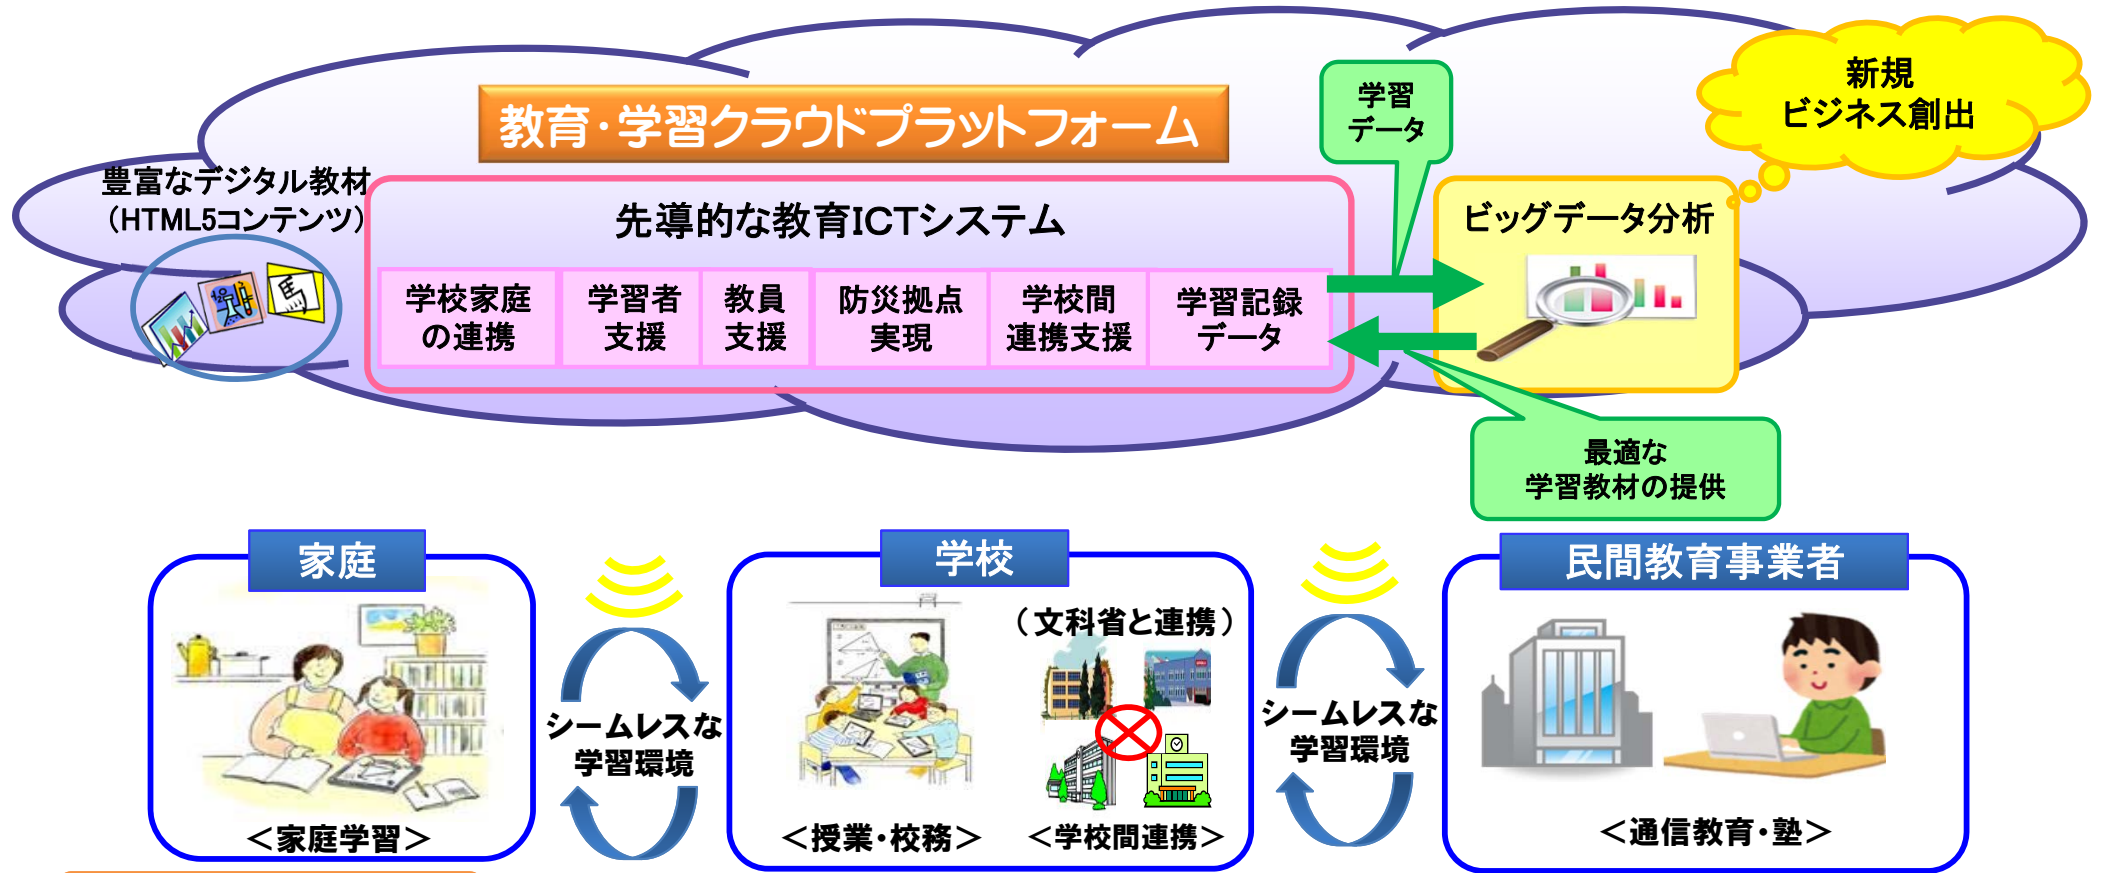 新規
ビジネス創出
学習
データ
教育・学習クラウドプラットフォーム
豊富なデジタル教材
(HTML5コンテンツ)
先導的な教育ICTシステム
ビッグデータ分析
学校家庭
の連携
学習者
支援
教員
支援
防災拠点
実現
学校間
連携支援
学習記録
データ
馬
最適な
学習教材の提供
家庭
学校
民間教育事業者
(文科省と連携)
シームレスな
学習環境
シームレスな
学習環境
<家庭学習>
<授業・校務>
<学校間連携>
<通信教育・塾>